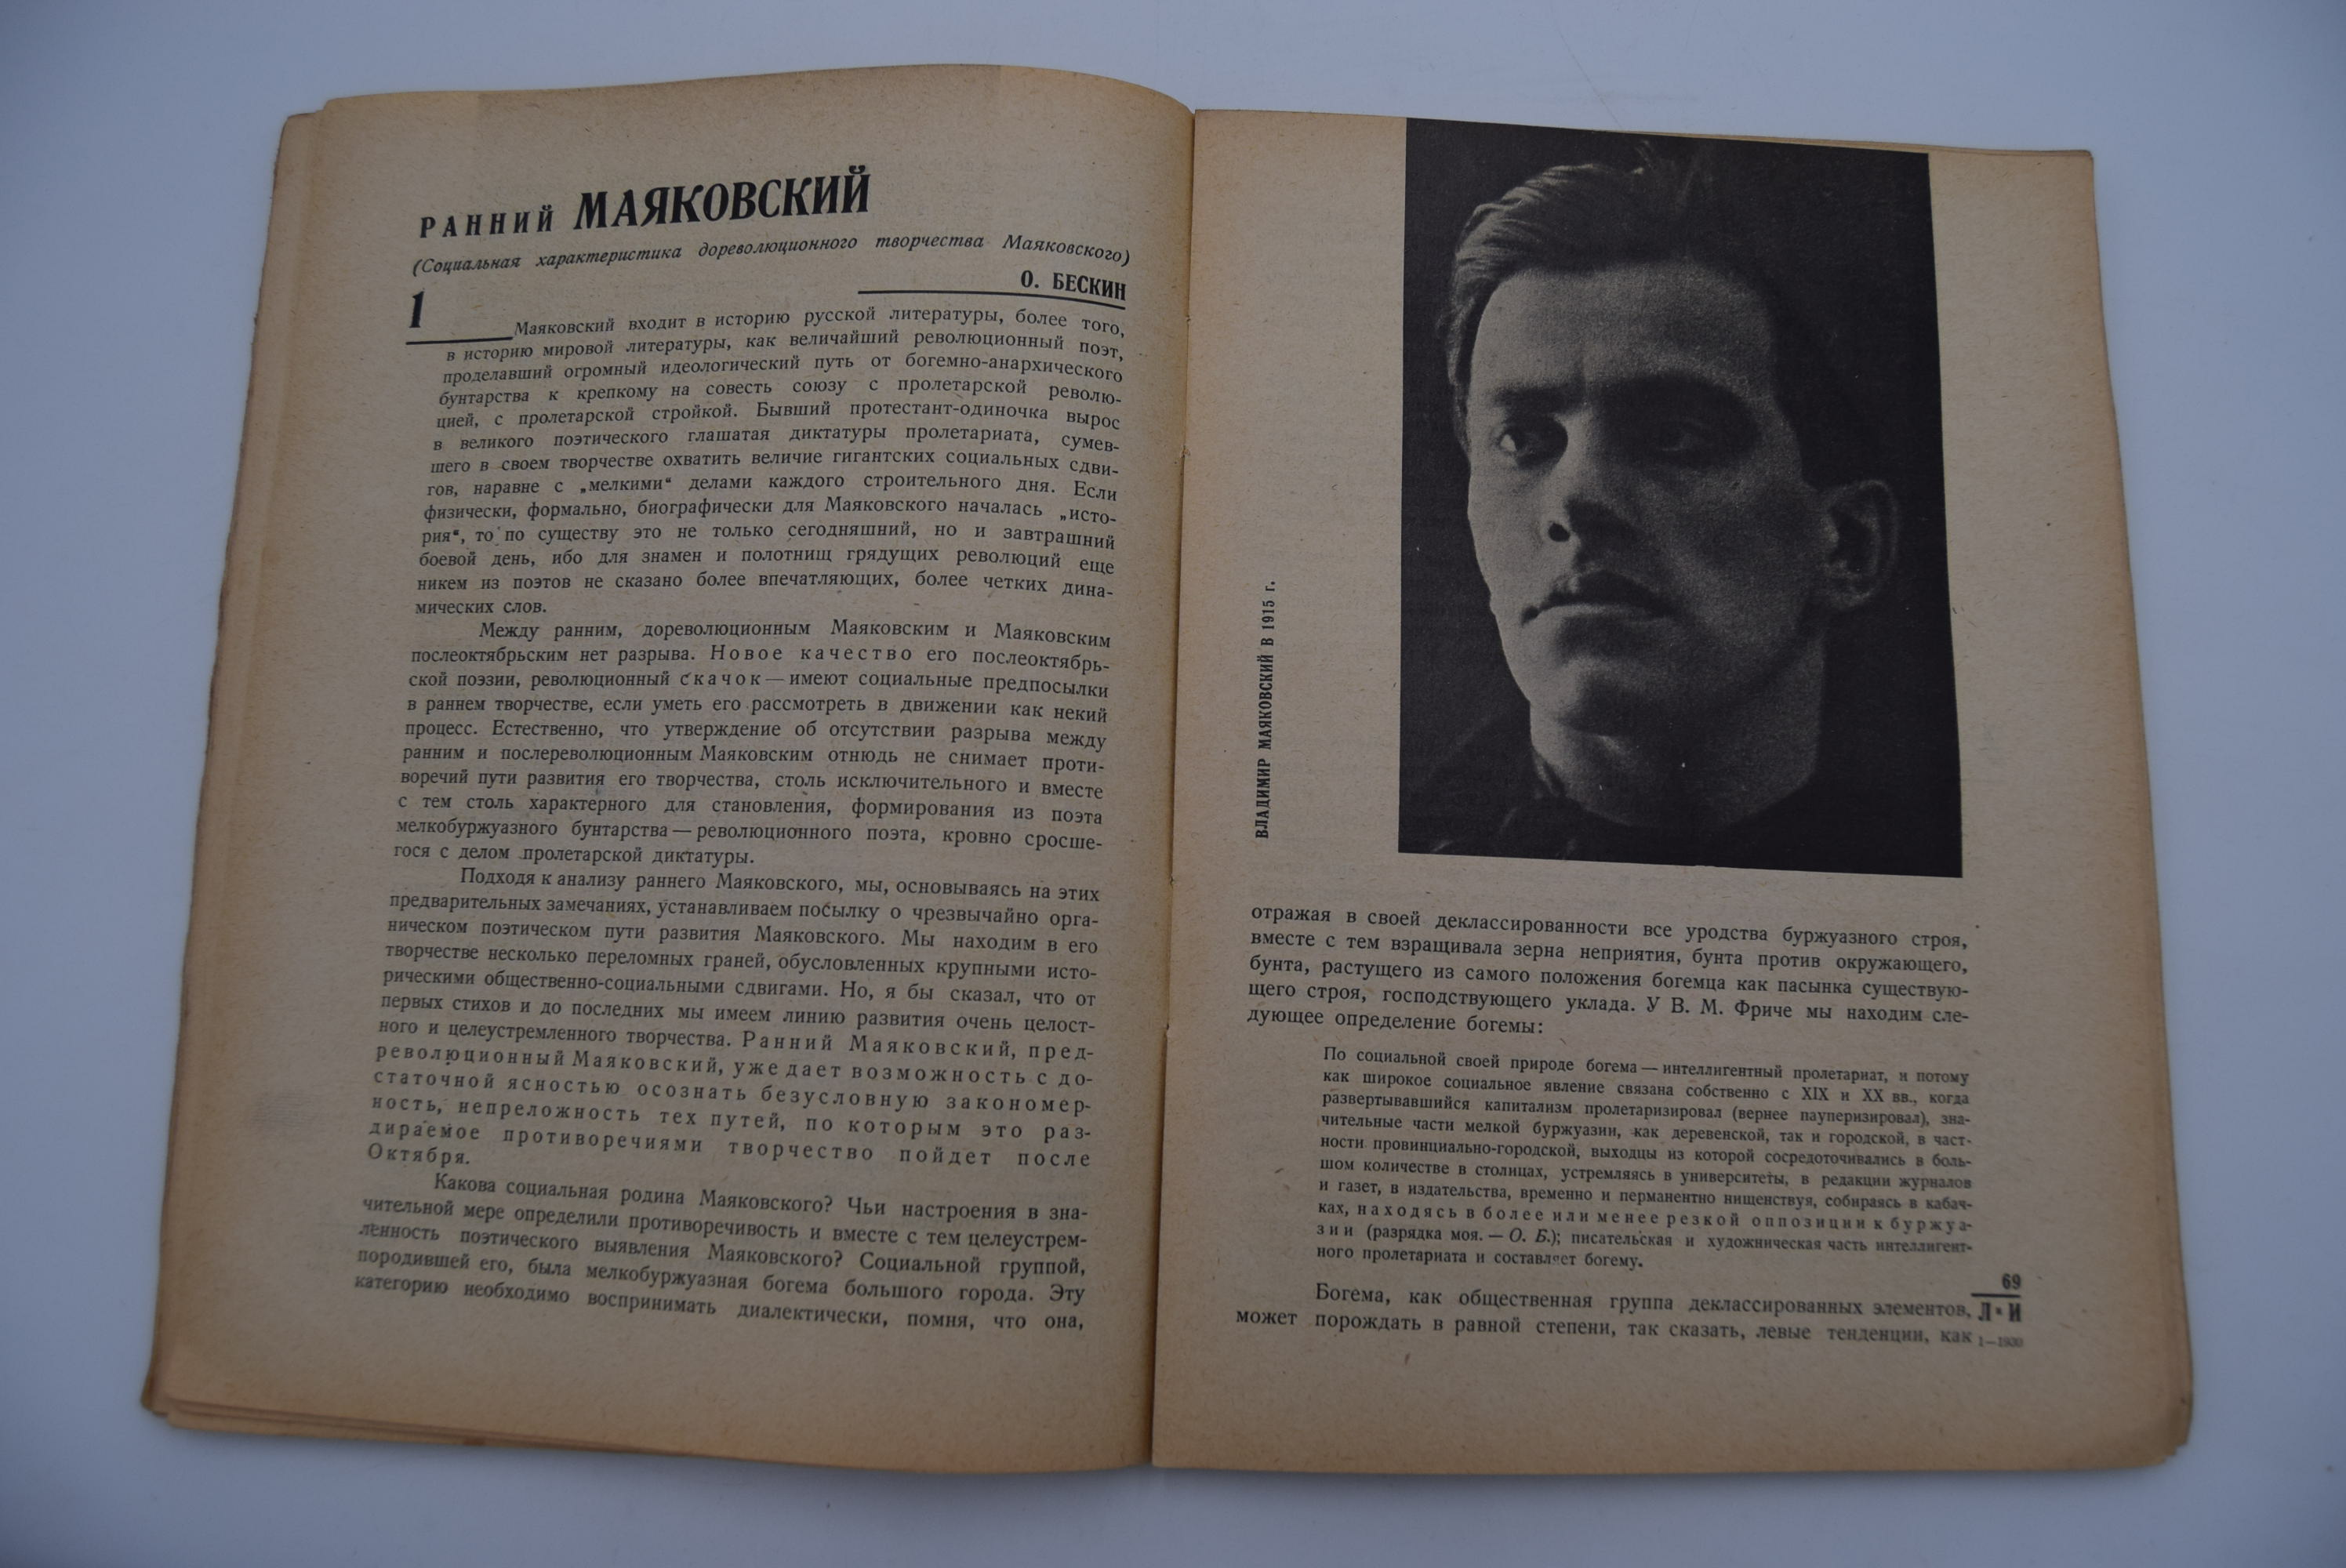 РАННИЙ МАЯКОВСКИЙ
(Социальная характеристика дореволюционного творчества Маяковского)
О. БЕСКИН
1
Маяковский входит в историю русской литературы, более того,
в историю мировой литературы, как величайший революционный поэт,
проделавший огромный идеологический путь от богемно-анархического
бунтарства к крепкому на совесть союзу с пролетарской револю-
цией, с пролетарской стройкой. Бывший протестант-одиночка вырос
в великого поэтического глашатая диктатуры пролетариата, сумев-
шего в своем творчестве охватить величие гигантских социальных сдви-
гов, наравне с „мелкими“ делами каждого строительного дня. Если
физически, формально, биографически для Маяковского началась „исто-
рия“, то по существу это не только сегодняшний, но и завтрашний
боевой день, ибо для знамен и полотнищ грядущих революций еще
никем из поэтов не сказано более впечатляющих, более четких дина-
мических слов.
Между ранним, дореволюционным Маяковским и Маяковским
послеоктябрьским нет разрыва. Новое качество его послеоктябрь-
ской поэзии, революционный скачок — имеют социальные предпосылки
в раннем творчестве, если уметь его рассмотреть в движении как некий
процесс. Естественно, что утверждение об отсутствии разрыва между
ранним и послереволюционным Маяковским отнюдь не снимает проти-
воречий пути развития его творчества, столь исключительного и вместе
с тем столь характерного для становления, формирования из поэта
мелкобуржуазного бунтарства — революционного поэта, кровно сросше-
гося с делом пролетарской диктатуры.
Подходя к анализу раннего Маяковского, мы, основываясь на этих
предварительных замечаниях, устанавливаем посылку о чрезвычайно орга-
ническом поэтическом пути развития Маяковского. Мы находим в его
творчестве несколько переломных граней, обусловленных крупными исто-
рическими общественно-социальными сдвигами. Но, я бы сказал, что от
первых стихов и до последних мы имеем линию развития очень целост-
ного и целеустремленного творчества. Ранний Маяковский, пред-
революционный Маяковский, уже дает возможность с до-
статочной ясностью осознать безусловную закономер-
ность, непреложность тех путей, по которым это раз-
дираемое противоречиями творчество пойдет после
Октября.
Какова социальная родина Маяковского? Чьи настроения в зна-
чительной мере определили противоречивость и вместе с тем целеустрем-
ленность поэтического выявления Маяковского? Социальной группой,
породившей его, была мелкобуржуазная богема большого города. Эту
категорию необходимо воспринимать диалектически, помня, что она,
ВЛАДИМИР МАЯКОВСКИЙ В 1915 г.
отражая в своей деклассированности все уродства буржуазного строя,
вместе с тем взращивала зерна неприятия, бунта против окружающего,
бунта, растущего из самого положения богемца как пасынка существую-
щего строя, господствующего уклада. У В. М. Фриче мы находим сле-
дующее определение богемы:
По социальной своей природе богема — интеллигентный пролетариат, и потому
как широкое социальное явление связана собственно с XIX и XX вв., когда
развертывавшийся капитализм пролетаризировал (вернее пауперизировал), зна-
чительные части мелкой буржуазии, как деревенской, так и городской, в част-
ности провинциально-городской, выходцы из которой сосредоточивались в боль-
шом количестве в столицах, устремляясь в университеты, в редакции журналов
и газет, в издательства, временно и перманентно нищенствуя, собираясь в кабач-
ках, находясь в более или менее резкой оппозиции к буржуа-
зии (разрядка моя. — О. Б.); писательская и художническая часть интеллигент-
ного пролетариата и составляет богему.
Богема, как общественная группа деклассированных элементов,
может порождать в равной степени, так сказать, левые тенденции, как
69
Л • И
1—1930